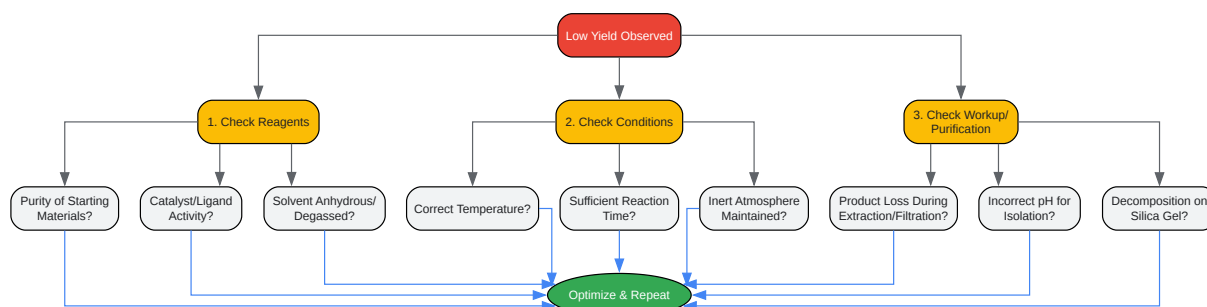 Low Yield Observed
1. Check Reagents
2. Check Conditions
3. Check Workup/
Purification
Purity of Starting
Materials?
Catalyst/Ligand
Activity?
Solvent Anhydrous/
Degassed?
Correct Temperature?
Sufficient Reaction
Time?
Inert Atmosphere
Maintained?
Product Loss During
Extraction/Filtration?
Incorrect pH for
Isolation?
Decomposition on
Silica Gel?
Optimize & Repeat